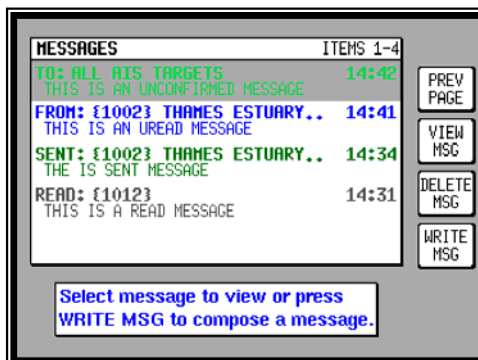 MESSAGES ITEMS 1-4
TO: ALL AIS TARGETS 14:42
THIS IS AN UNCONFIRMED MESSAGE
FROM: {10023} THAMES ESTUARY.. 14:41
THIS IS AN UREAD MESSAGE
SENT: {10023} THAMES ESTUARY.. 14:34
THE IS SENT MESSAGE
READ: {10123} 14:31
THIS IS A READ MESSAGE
PREV
PAGE
VIEW
MSG
DELETE
MSG
WRITE
MSG
Select message to view or press
WRITE MSG to compose a message.